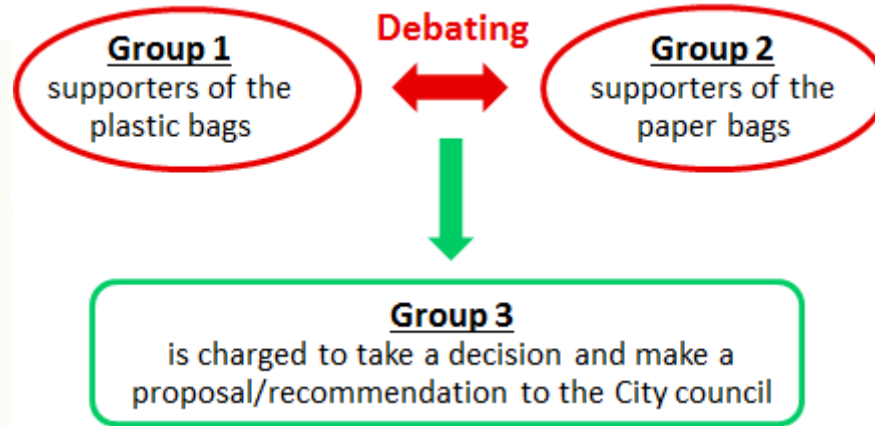 Debating
Group 1
supporters of the
plastic bags
Group 2
supporters of the
paper bags
Group 3
is charged to take a decision and make a
proposal/recommendation to the City council